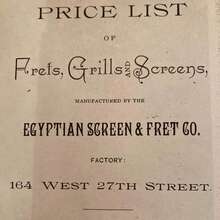 PRICE LIST
OF
Frets, Grills AND Screens,
MANUFACTURED BY THE
EGYPTIAN SCREEN & FRET CO.
FACTORY:
164 WEST 27TH STREET.